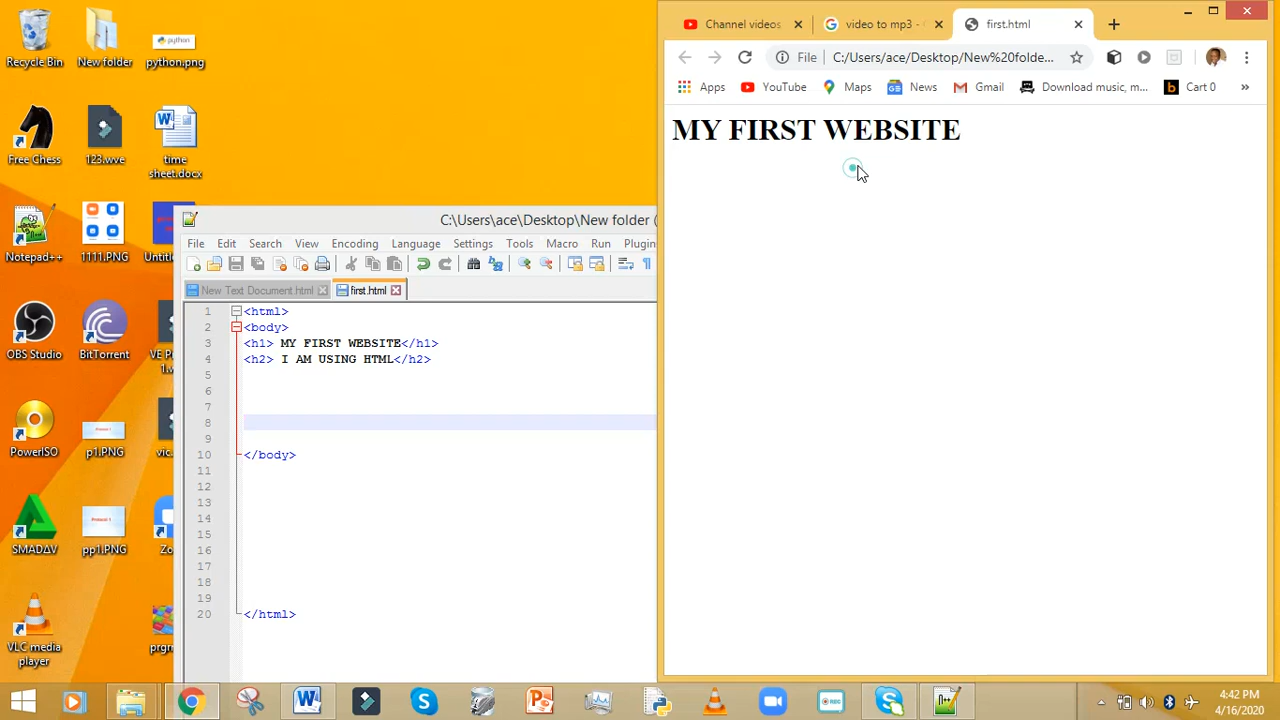 Recycle Bin
New folder
python.png
Free Chess
123.wve
time
sheet.docx
Notepad++
1111.PNG
OBS Studio
BitTorrent
PowerISO
p1.PNG
SMADAV
pp1.PNG
VLC media
player
C:\Users\ace\Desktop\New folder (
File Edit Search View Encoding Language Settings Tools Macro Run
New Text Document.html
first.html
1 <html>
2 <body>
3 <h1> MY FIRST WEBSITE</h1>
4 <h2> I AM USING HTML</h2>
5
6
7
8
9
10 </body>
11
12
13
14
15
16
17
18
19
20 </html>
Channel videos
video to mp3 -
first.html
File C:/Users/ace/Desktop/New%20folde...
Apps YouTube Maps News Gmail Download music, m... Cart 0 »
MY FIRST WEBSITE
4:42 PM
4/16/2020